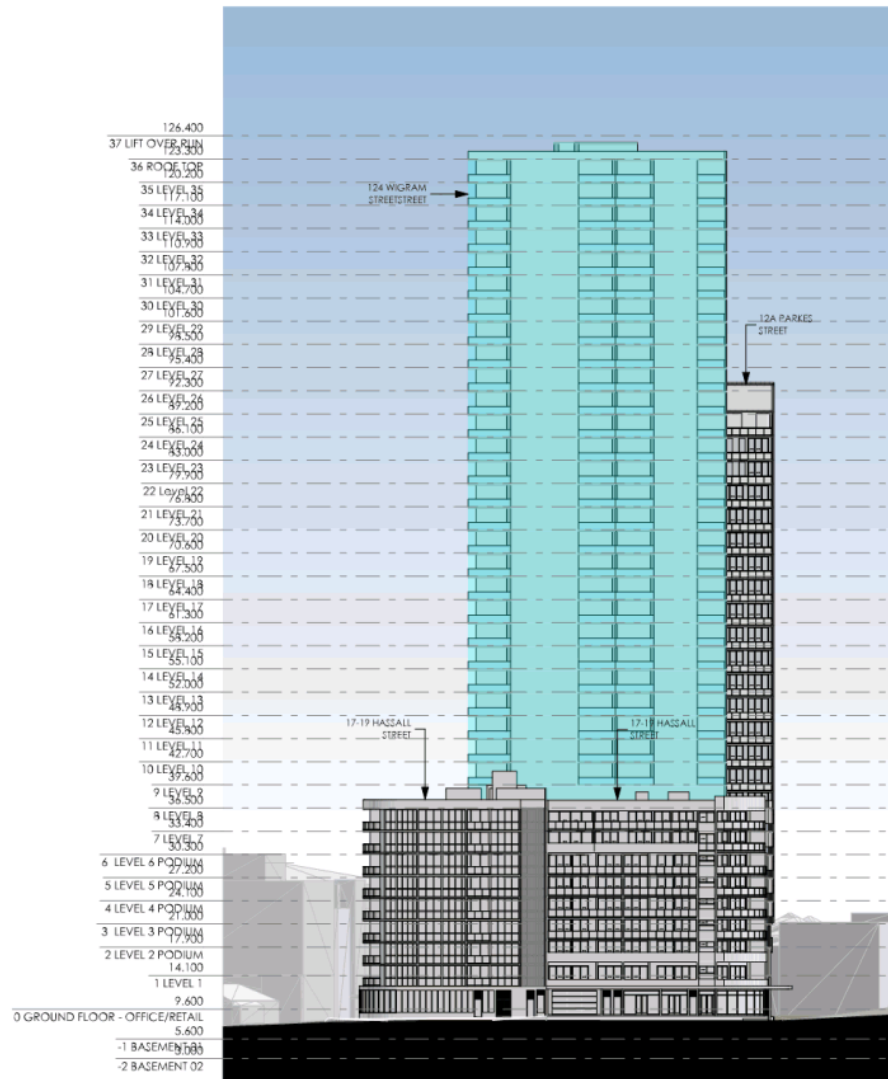 126.400
37 LIFT OVER RUN
123.300
36 ROOF TOP
120.200
35 LEVEL 35
124 WIGRAM
STREETSTREET
117.100
34 LEVEL 34
114.000
33 LEVEL 33
110.900
32 LEVEL 32
107.800
31 LEVEL 31
104.700
30 LEVEL 30
101.600
12A PARKES
STREET
29 LEVEL 29
98.500
28 LEVEL 28
95.400
27 LEVEL 27
92.300
26 LEVEL 26
89.200
25 LEVEL 25
86.100
24 LEVEL 24
83.000
23 LEVEL 23
79.900
22 Level 22
76.800
21 LEVEL 21
73.700
20 LEVEL 20
70.600
19 LEVEL 19
67.500
18 LEVEL 18
64.400
17 LEVEL 17
61.300
16 LEVEL 16
58.200
15 LEVEL 15
55.100
14 LEVEL 14
52.000
13 LEVEL 13
48.900
12 LEVEL 12
17-19 HASSALL
STREET
17-19 HASSALL
STREET
45.800
11 LEVEL 11
42.700
10 LEVEL 10
39.600
9 LEVEL 9
36.500
8 LEVEL 8
33.400
7 LEVEL 7
30.300
6 LEVEL 6 PODIUM
27.200
5 LEVEL 5 PODIUM
24.100
4 LEVEL 4 PODIUM
21.000
3 LEVEL 3 PODIUM
17.900
2 LEVEL 2 PODIUM
14.100
1 LEVEL 1
9.600
0 GROUND FLOOR - OFFICE/RETAIL
5.600
-1 BASEMENT 01
3.000
-2 BASEMENT 02